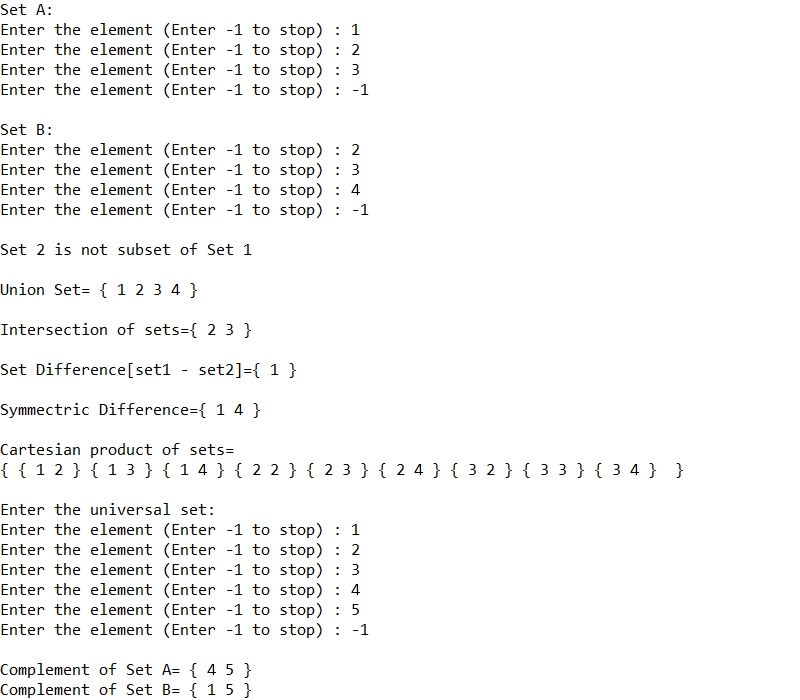 Set A:
Enter the element (Enter -1 to stop) : 1
Enter the element (Enter -1 to stop) : 2
Enter the element (Enter -1 to stop) : 3
Enter the element (Enter -1 to stop) : -1
Set B:
Enter the element (Enter -1 to stop) : 2
Enter the element (Enter -1 to stop) : 3
Enter the element (Enter -1 to stop) : 4
Enter the element (Enter -1 to stop) : -1
Set 2 is not subset of Set 1
Union Set= { 1 2 3 4 }
Intersection of sets={ 2 3 }
Set Difference[set1 - set2]={ 1 }
Symmectric Difference={ 1 4 }
Cartesian product of sets=
{ { 1 2 } { 1 3 } { 1 4 } { 2 2 } { 2 3 } { 2 4 } { 3 2 } { 3 3 } { 3 4 }  }
Enter the universal set:
Enter the element (Enter -1 to stop) : 1
Enter the element (Enter -1 to stop) : 2
Enter the element (Enter -1 to stop) : 3
Enter the element (Enter -1 to stop) : 4
Enter the element (Enter -1 to stop) : 5
Enter the element (Enter -1 to stop) : -1
Complement of Set A= { 4 5 }
Complement of Set B= { 1 5 }